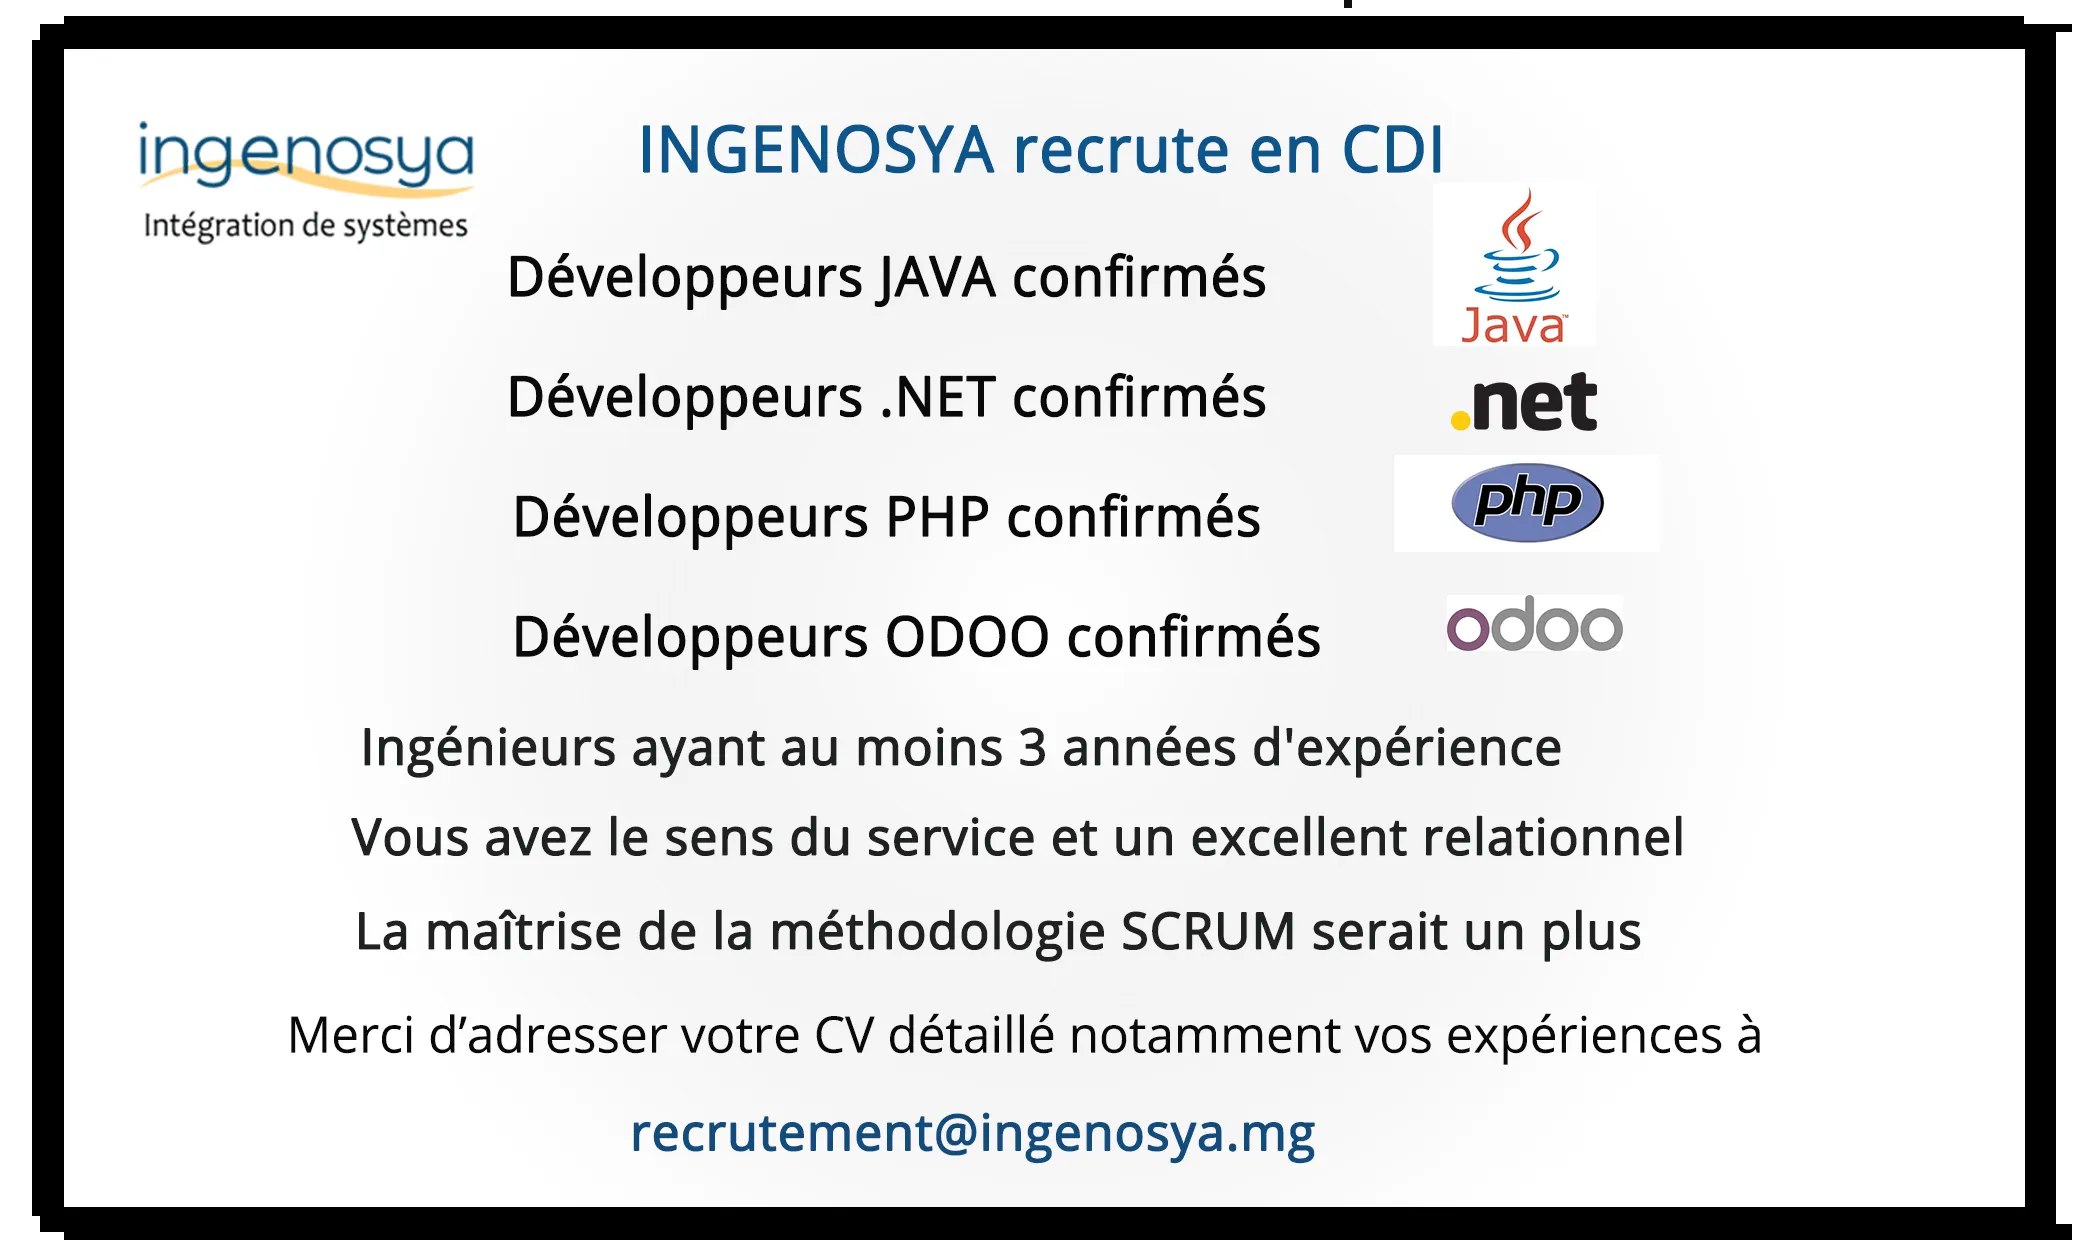 ingenosya
Intégration de systèmes
INGENOSYA recrute en CDI
Développeurs JAVA confirmés
Java™
Développeurs .NET confirmés
.net
Développeurs PHP confirmés
php
Développeurs ODOO confirmés
odoo
Ingénieurs ayant au moins 3 années d'expérience
Vous avez le sens du service et un excellent relationnel
La maîtrise de la méthodologie SCRUM serait un plus
Merci d’adresser votre CV détaillé notamment vos expériences à
recrutement@ingenosya.mg